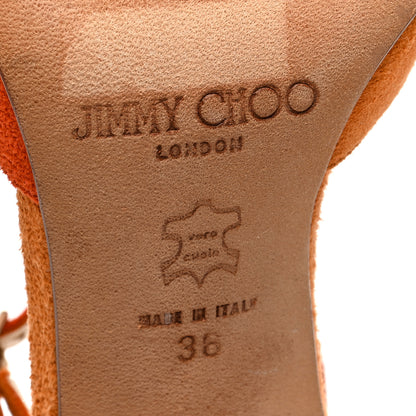 JIMMY CHOO
LONDON
vero
cuoio
MADE IN ITALY
36